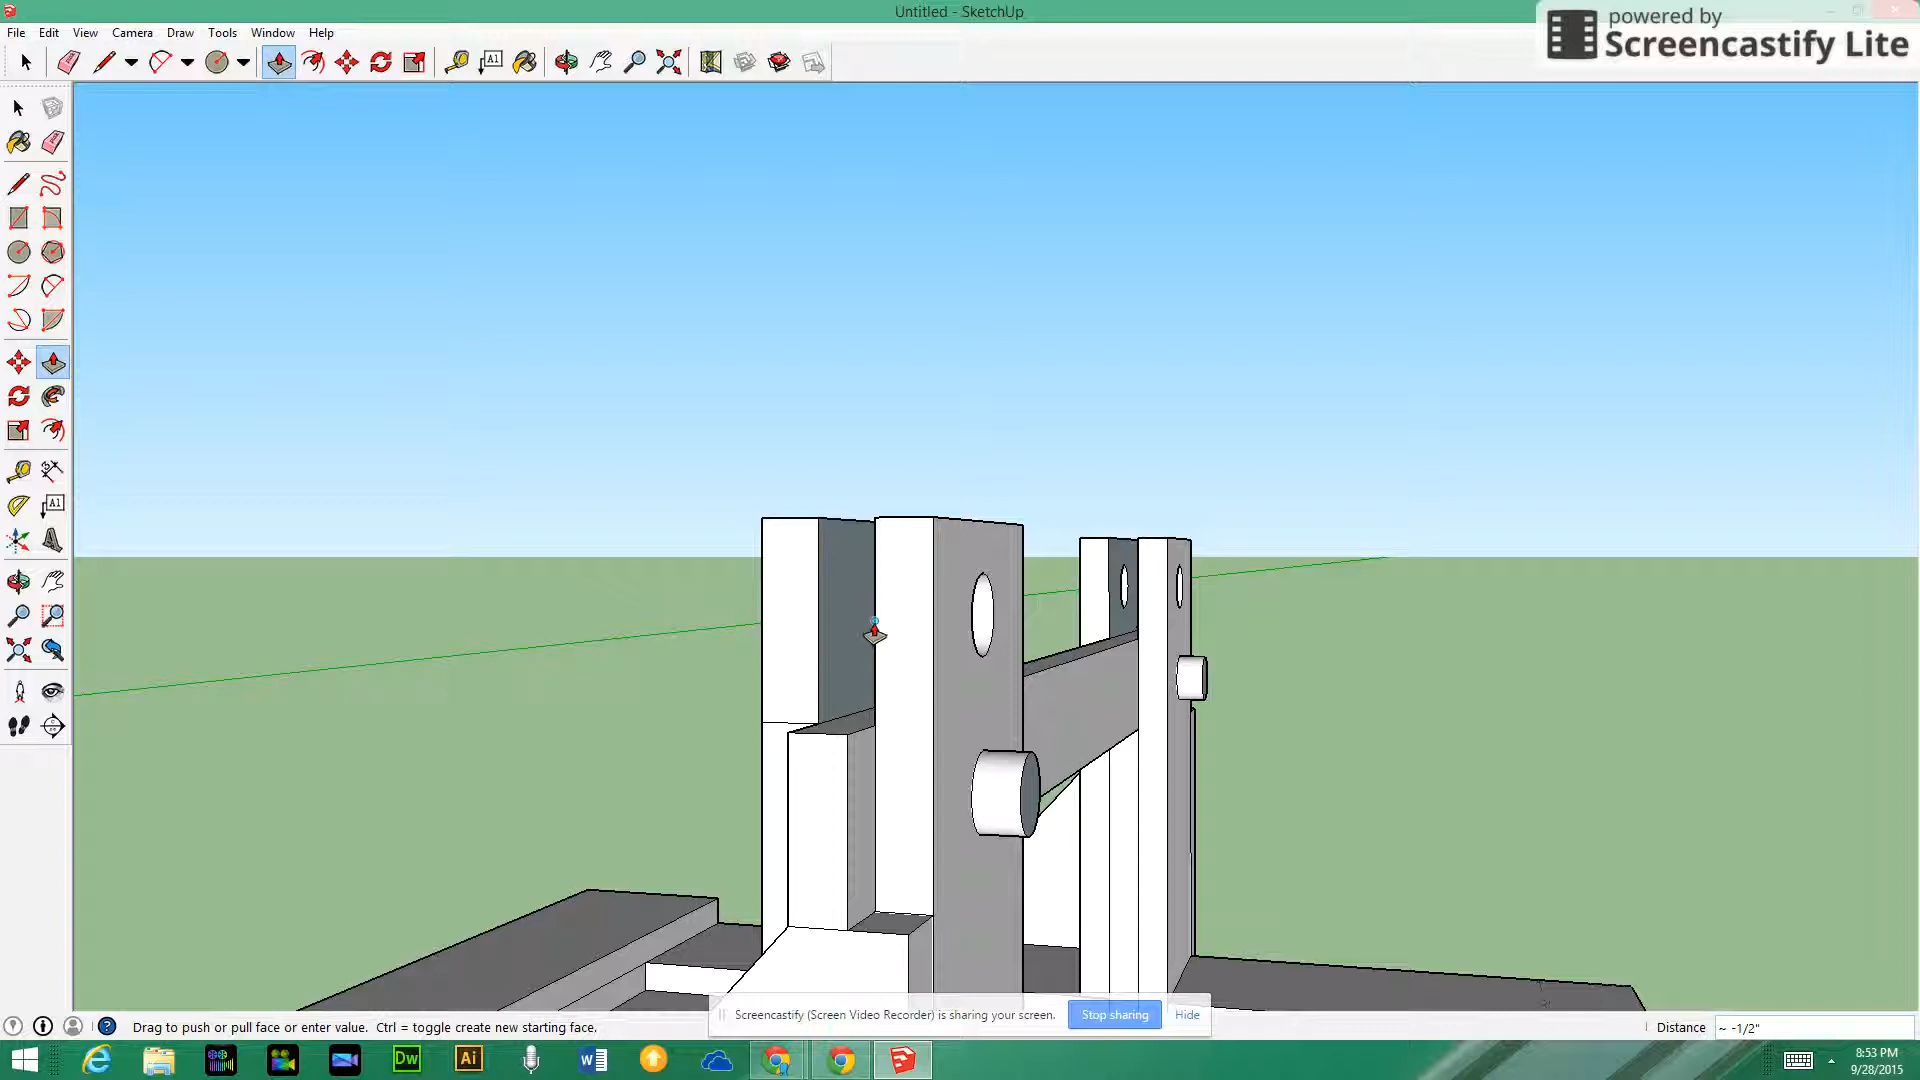 Untitled - SketchUp
powered by
Screencastify Lite
File Edit View Camera Draw Tools Window Help
A1
A1
Screencastify (Screen Video Recorder) is sharing your screen. Stop sharing Hide
Drag to push or pull face or enter value. Ctrl = toggle create new starting face. Distance ~ -1/2"
Dw Ai W
8:53 PM
9/28/2015